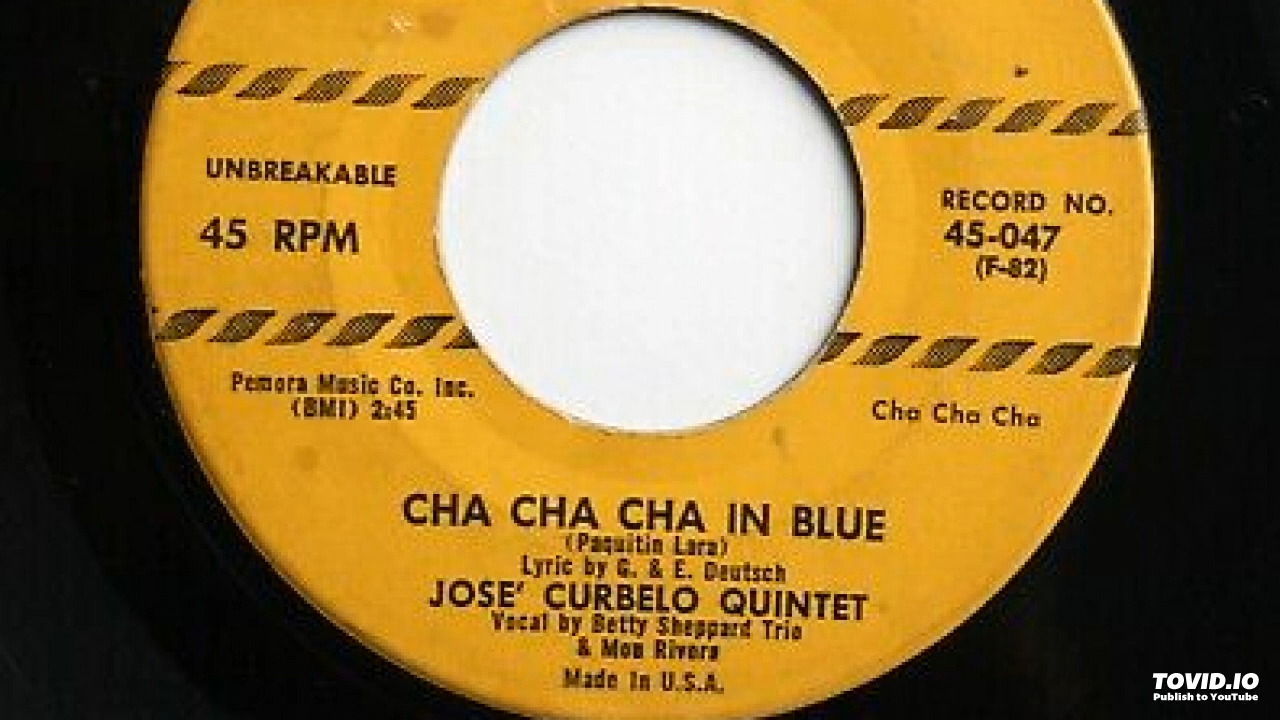 UNBREAKABLE
45 RPM
RECORD NO.
45-047
(F-82)
Pemora Music Co. Inc.
(BMI) 2:45
Cha Cha Cha
CHA CHA CHA IN BLUE
(Paquitin Lara)
Lyric by G. & E. Deutsch
JOSE' CURBELO QUINTET
Vocal by Betty Sheppard Trio
& Mon Rivera
Made In U.S.A.
TOVID.IO
Publish to YouTube